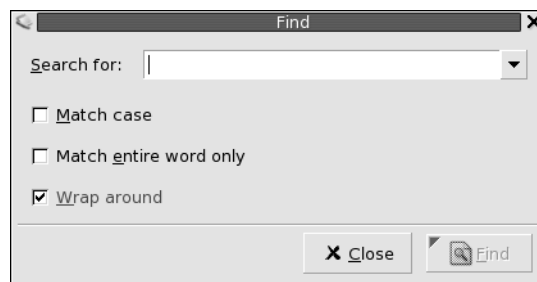 Find
Search for:
Match case
Match entire word only
Wrap around
Close Find